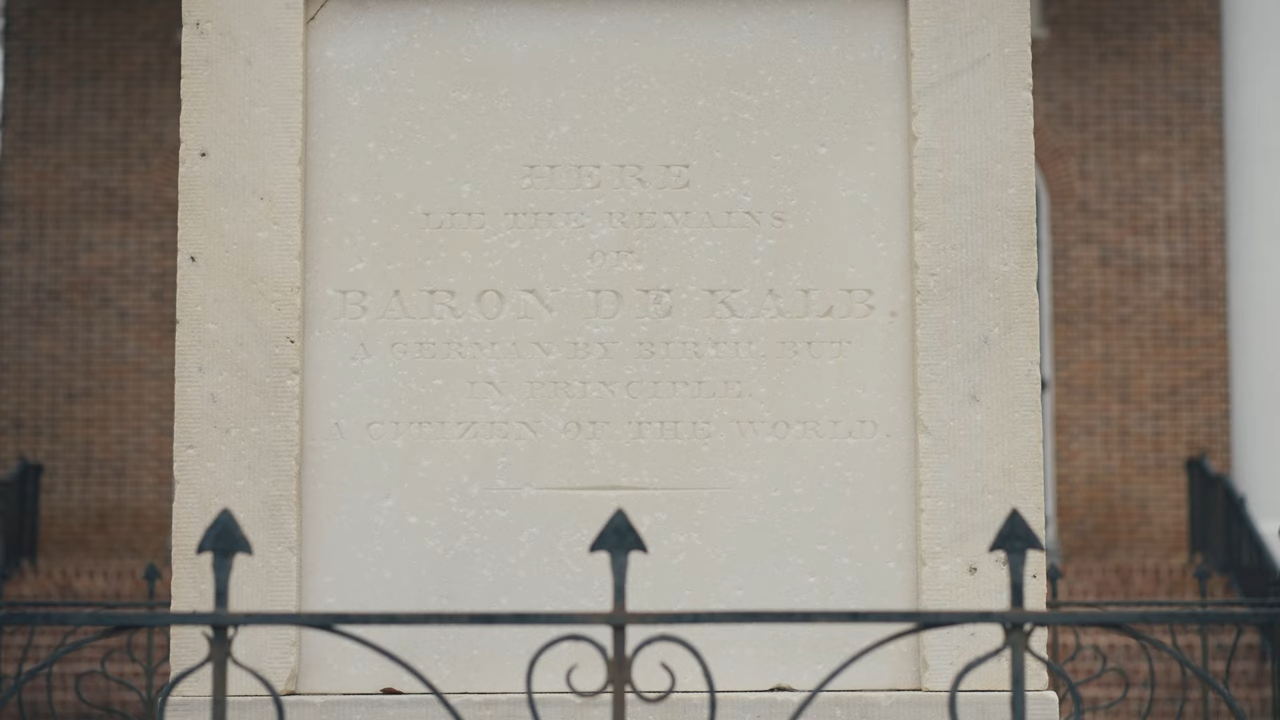 HERE
LIE THE REMAINS
OF
BARON DE KALB.
A GERMAN BY BIRTH, BUT
IN PRINCIPLE,
A CITIZEN OF THE WORLD.